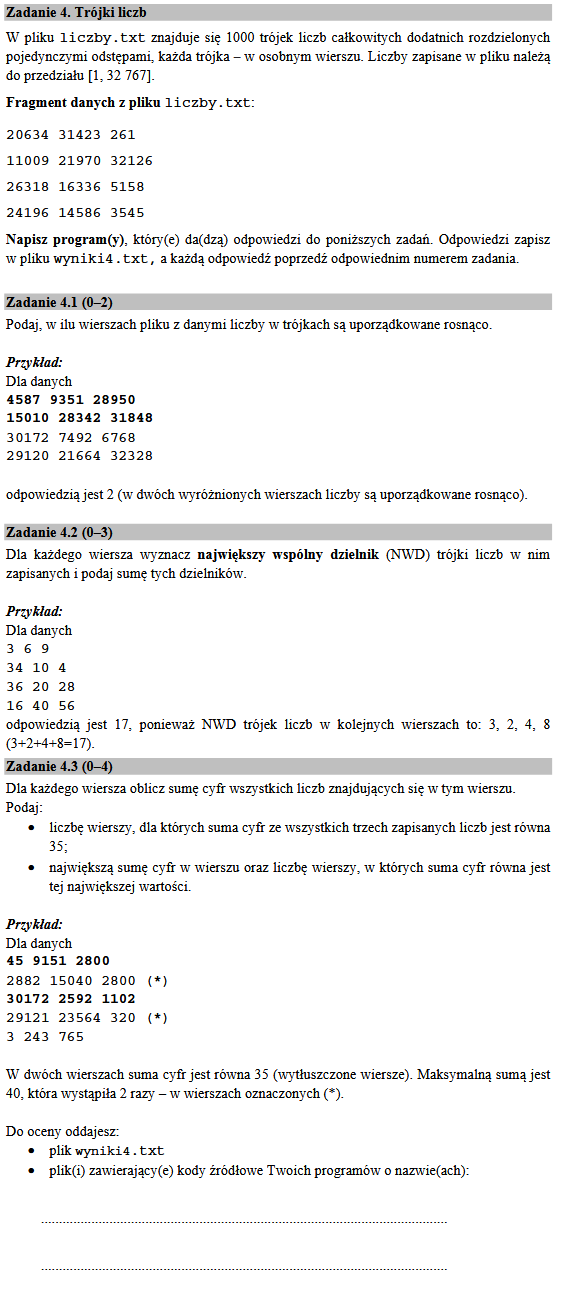 Zadanie 4. Trójki liczb
W pliku liczby.txt znajduje się 1000 trójek liczb całkowitych dodatnich rozdzielonych
pojedynczymi odstępami, każda trójka – w osobnym wierszu. Liczby zapisane w pliku należą
do przedziału [1, 32 767].
Fragment danych z pliku liczby.txt:
20634 31423 261
11009 21970 32126
26318 16336 5158
24196 14586 3545
Napisz program(y), który(e) da(dzą) odpowiedzi do poniższych zadań. Odpowiedzi zapisz
w pliku wyniki4.txt, a każdą odpowiedź poprzedź odpowiednim numerem zadania.
Zadanie 4.1 (0–2)
Podaj, w ilu wierszach pliku z danymi liczby w trójkach są uporządkowane rosnąco.
Przykład:
Dla danych
4587 9351 28950
15010 28342 31848
30172 7492 6768
29120 21664 32328
odpowiedzią jest 2 (w dwóch wyróżnionych wierszach liczby są uporządkowane rosnąco).
Zadanie 4.2 (0–3)
Dla każdego wiersza wyznacz największy wspólny dzielnik (NWD) trójki liczb w nim
zapisanych i podaj sumę tych dzielników.
Przykład:
Dla danych
3 6 9
34 10 4
36 20 28
16 40 56
odpowiedzią jest 17, ponieważ NWD trójek liczb w kolejnych wierszach to: 3, 2, 4, 8
(3+2+4+8=17).
Zadanie 4.3 (0–4)
Dla każdego wiersza oblicz sumę cyfr wszystkich liczb znajdujących się w tym wierszu.
Podaj:
• liczbę wierszy, dla których suma cyfr ze wszystkich trzech zapisanych liczb jest równa
35;
• największą sumę cyfr w wierszu oraz liczbę wierszy, w których suma cyfr równa jest
tej największej wartości.
Przykład:
Dla danych
45 9151 2800
2882 15040 2800 (*)
30172 2592 1102
29121 23564 320 (*)
3 243 765
W dwóch wierszach suma cyfr jest równa 35 (wytłuszczone wiersze). Maksymalną sumą jest
40, która wystąpiła 2 razy – w wierszach oznaczonych (*).
Do oceny oddajesz:
• plik wyniki4.txt
• plik(i) zawierający(e) kody źródłowe Twoich programów o nazwie(ach):